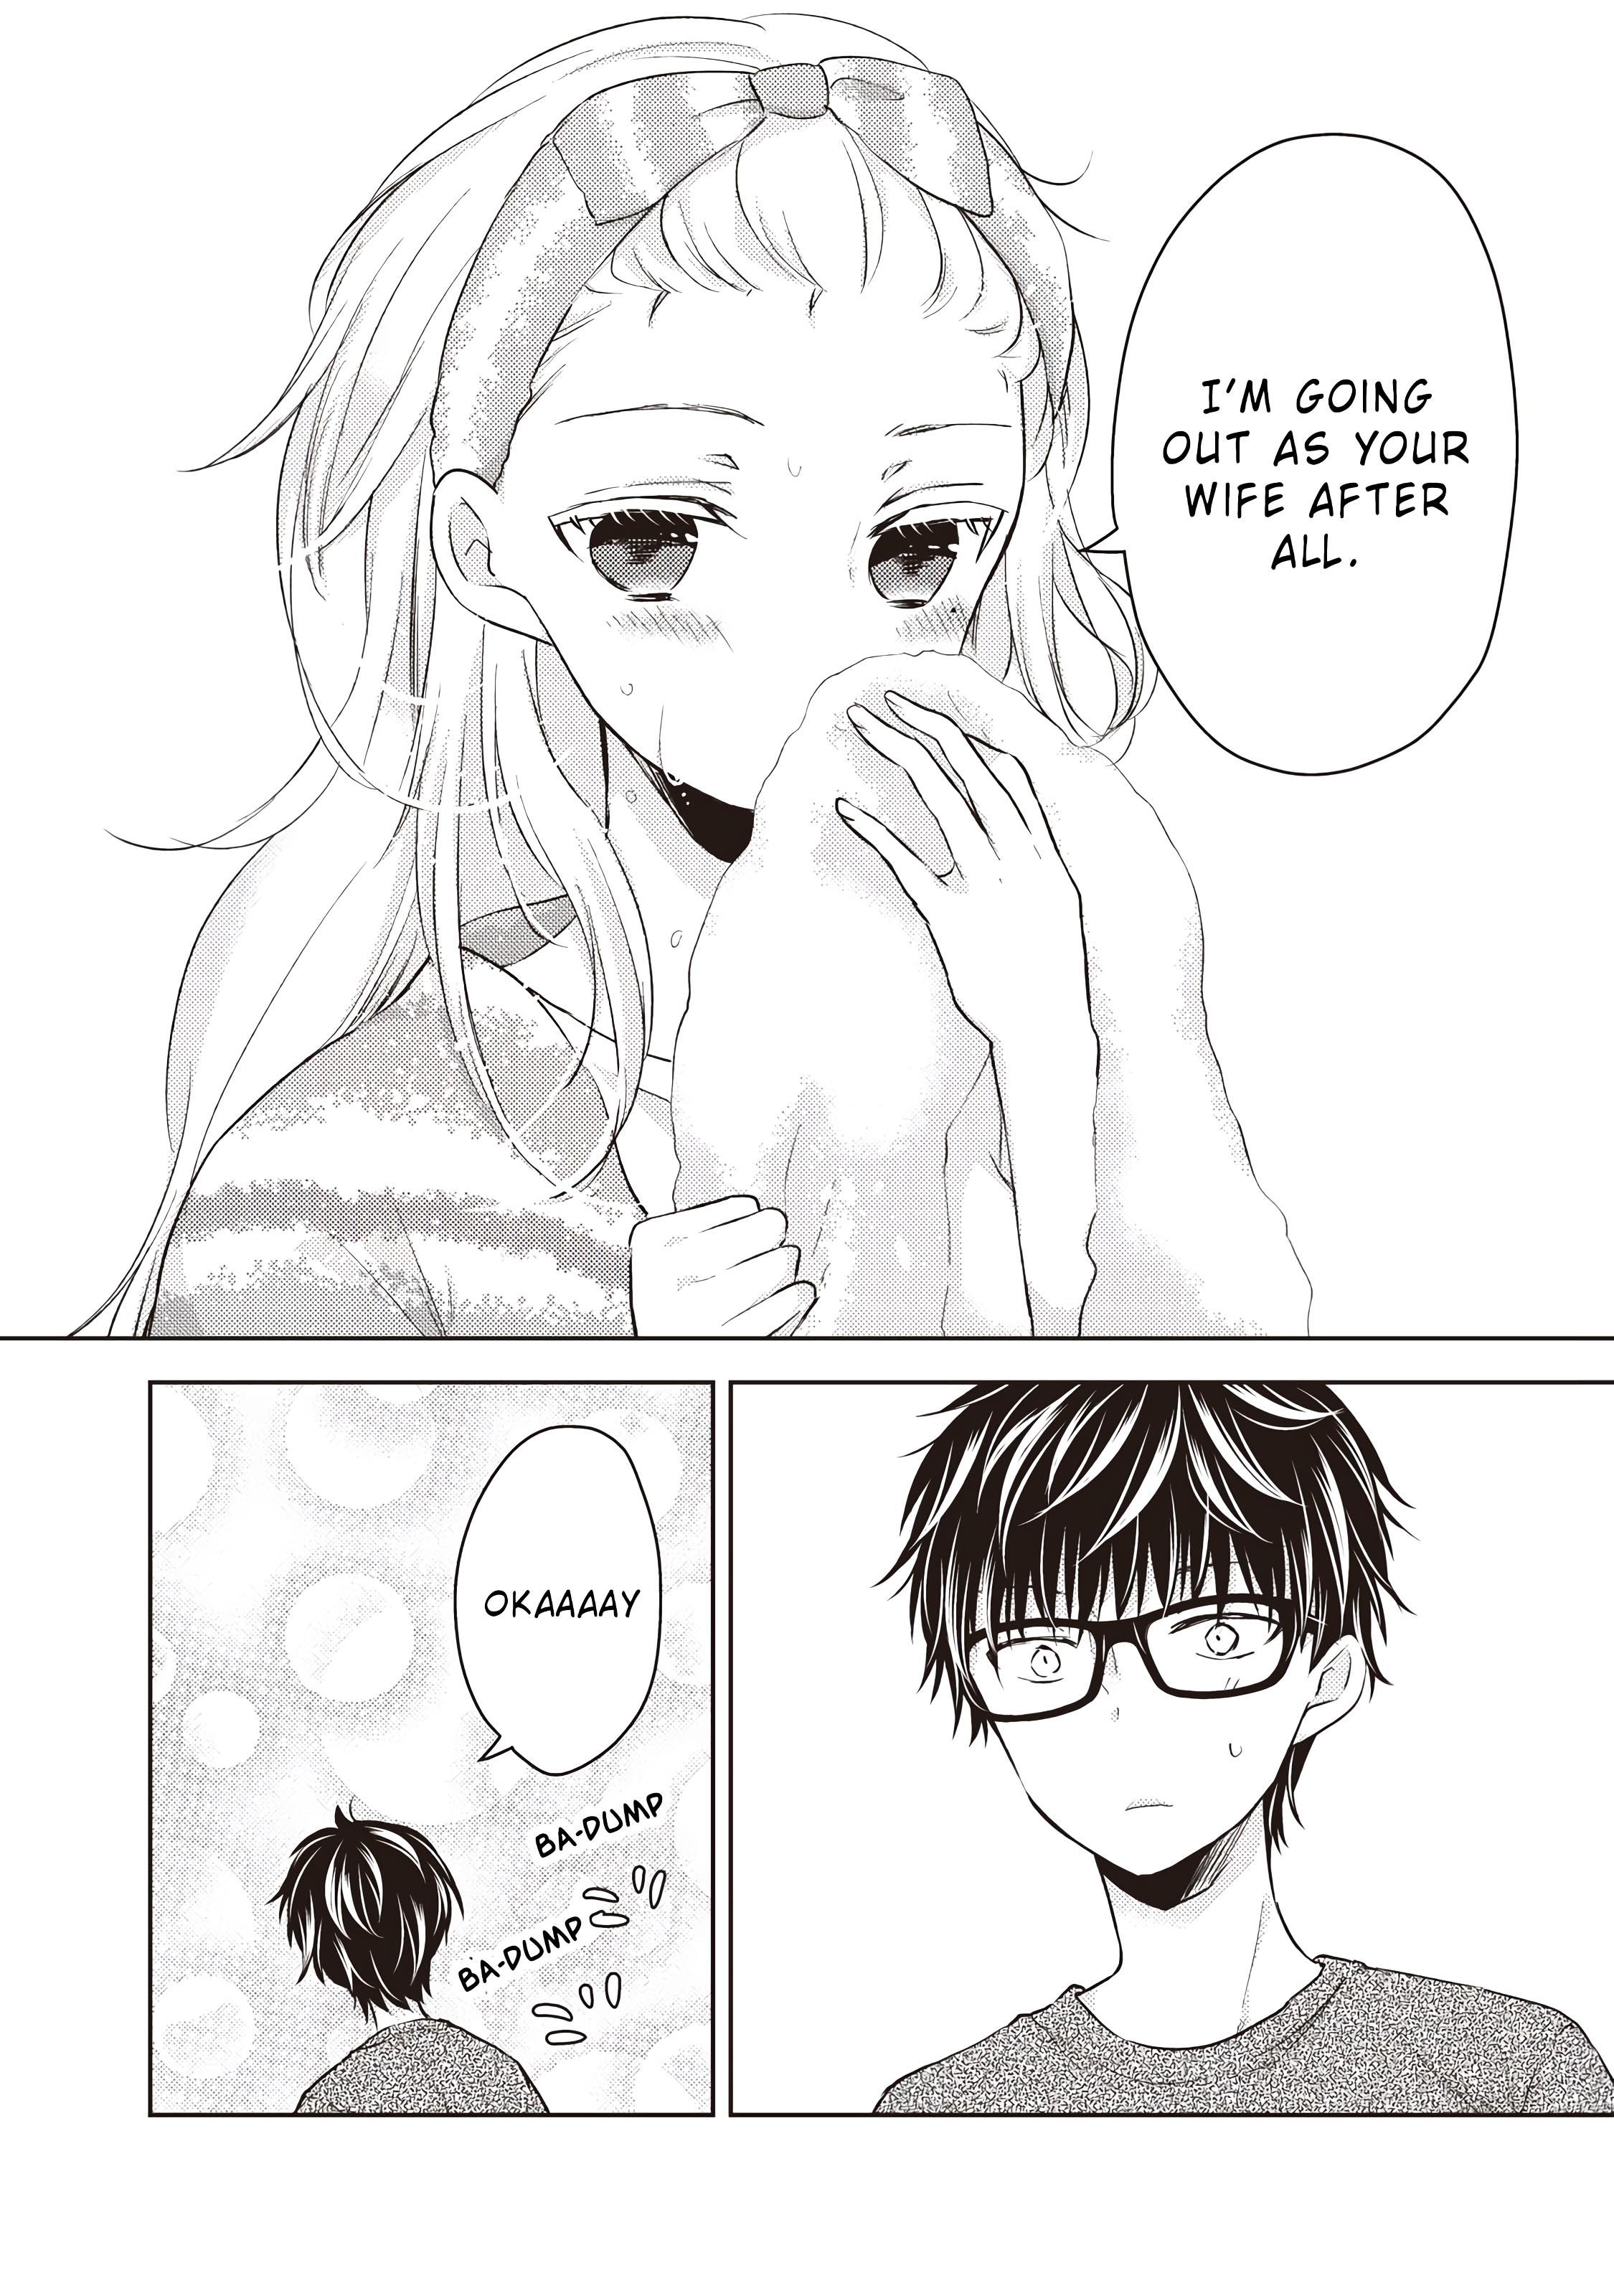 I'M GOING
OUT AS YOUR
WIFE AFTER
ALL.
OKAAAAY
BA-DUMP
BA-DUMP